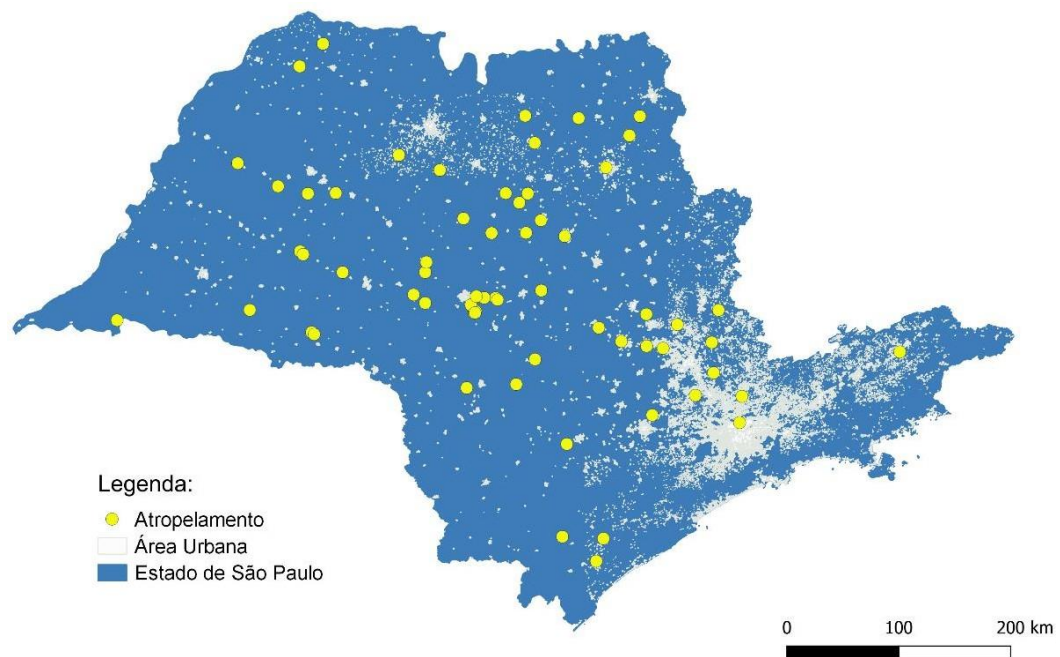 Legenda:
Atropelamento
Área Urbana
Estado de São Paulo
0 100 200 km